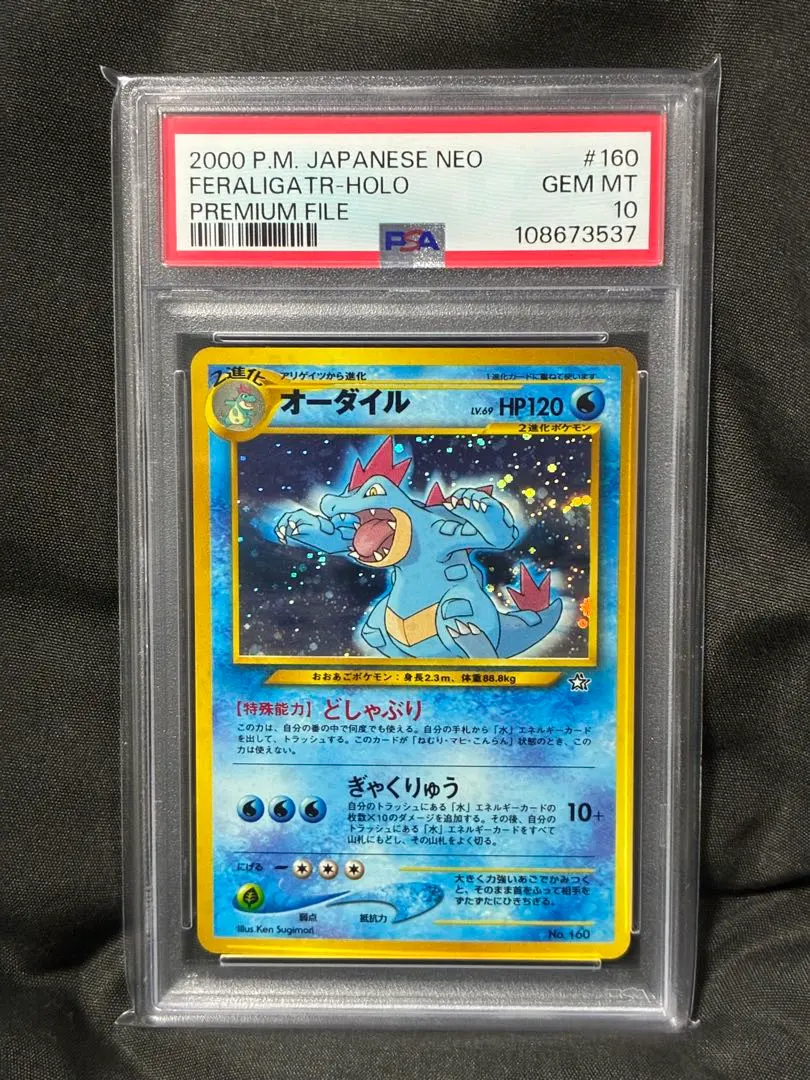 2000 P.M. JAPANESE NEO #160
FERALIGATR-HOLO GEM MT
PREMIUM FILE 10
PSA 108673537
2進化 アリゲイツから進化 1進化カードに重ねて使います
オーダイル LV.69 HP120
2進化ポケモン
おおあごポケモン:身長2.3m、体重88.8kg
【特殊能力】どしゃぶり
この力は、自分の番の中で何度でも使える。自分の手札から「水」エネルギーカード
を出して、トラッシュする。このカードが「ねむり・マヒ・こんらん」状態のとき、この
力は使えない。
ぎゃくりゅう
自分のトラッシュにある「水」エネルギーカードの
枚数×10のダメージを追加する。その後、自分の
トラッシュにある「水」エネルギーカードをすべて
山札にもどし、その山札をよく切る。
10+
にげる
大きく力強いあごでかみつく
と、そのまま首をふって相手を
ずたずたにひきちぎる。
弱点 抵抗力
Illus.Ken Sugimori No.160
PSA